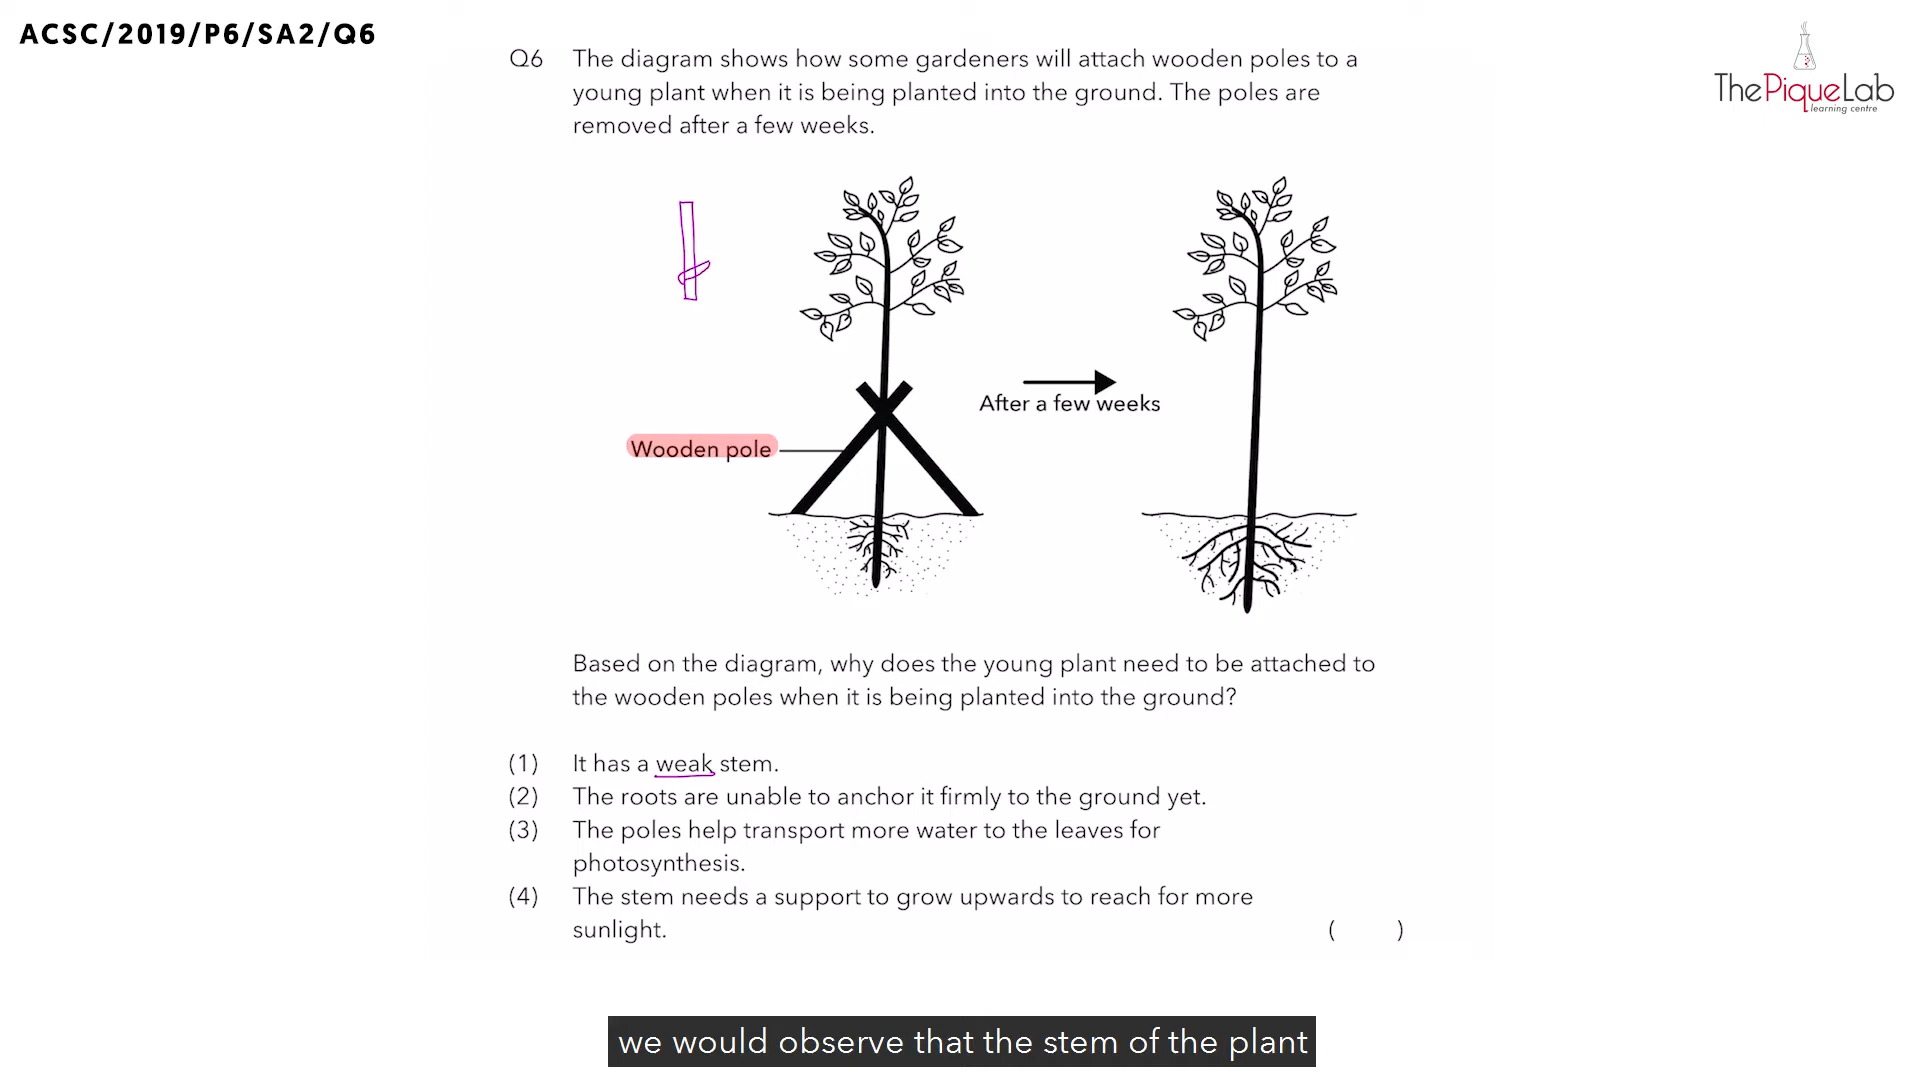 ACSC/2019/P6/SA2/Q6
ThePiqueLab
learning centre
Q6 The diagram shows how some gardeners will attach wooden poles to a
young plant when it is being planted into the ground. The poles are
removed after a few weeks.
After a few weeks
Wooden pole
Based on the diagram, why does the young plant need to be attached to
the wooden poles when it is being planted into the ground?
(1) It has a weak stem.
(2) The roots are unable to anchor it firmly to the ground yet.
(3) The poles help transport more water to the leaves for
photosynthesis.
(4) The stem needs a support to grow upwards to reach for more
sunlight. ( )
we would observe that the stem of the plant